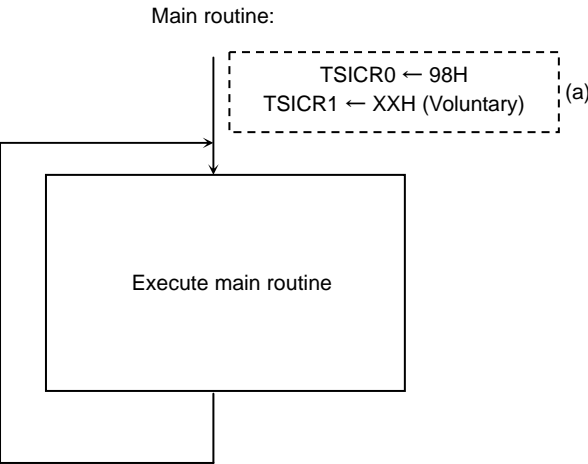 Main routine:
TSICR0 ← 98H
TSICR1 ← XXH (Voluntary)
(a)
Execute main routine